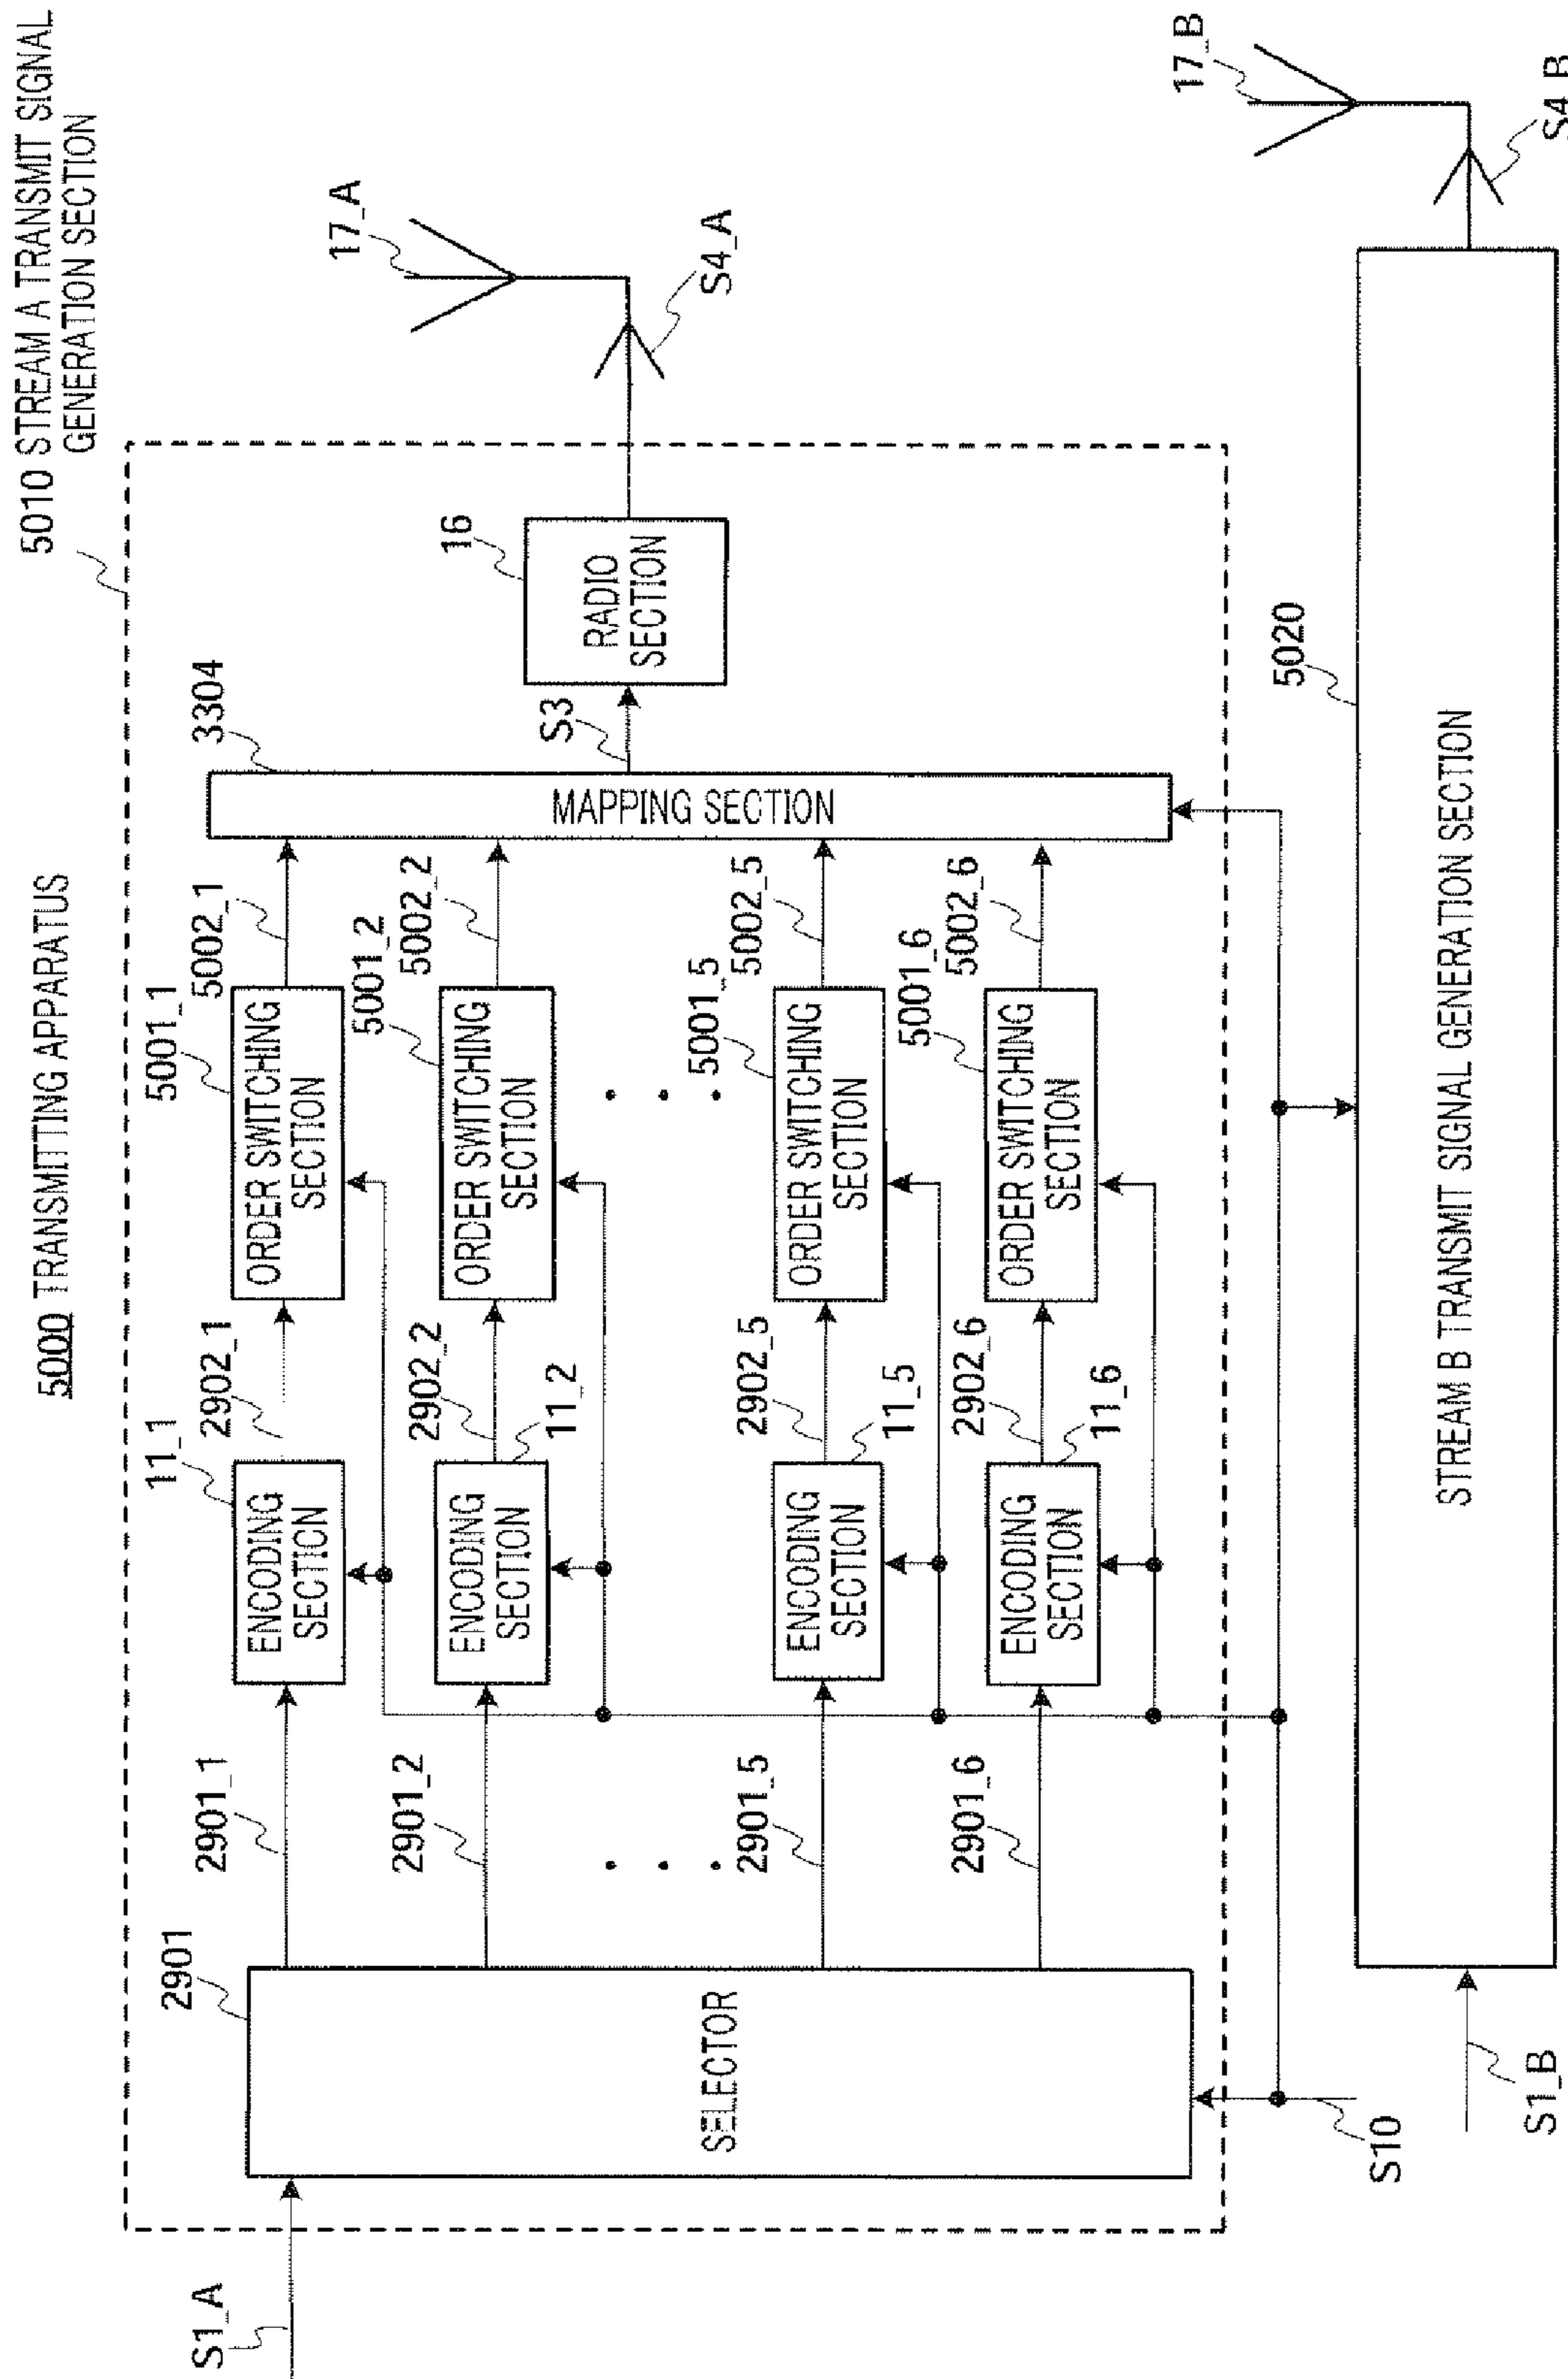 5000 TRANSMITTING APPARATUS
5010 STREAM A TRANSMIT SIGNAL
GENERATION SECTION
S1_A
2901
SELECTOR
2901_1
11_1
ENCODING
SECTION
2902_1
5001_1
ORDER SWITCHING
SECTION
5002_1
2901_2
ENCODING
SECTION
11_2
2902_2
5001_2
ORDER SWITCHING
SECTION
5002_2
2901_5
ENCODING
SECTION
11_5
2902_5
5001_5
ORDER SWITCHING
SECTION
5002_5
2901_6
ENCODING
SECTION
11_6
2902_6
5001_6
ORDER SWITCHING
SECTION
5002_6
3304
MAPPING SECTION
S3
16
RADIO
SECTION
17_A
S4_A
S10
S1_B
5020
STREAM B TRANSMIT SIGNAL GENERATION SECTION
17_B
S4_B